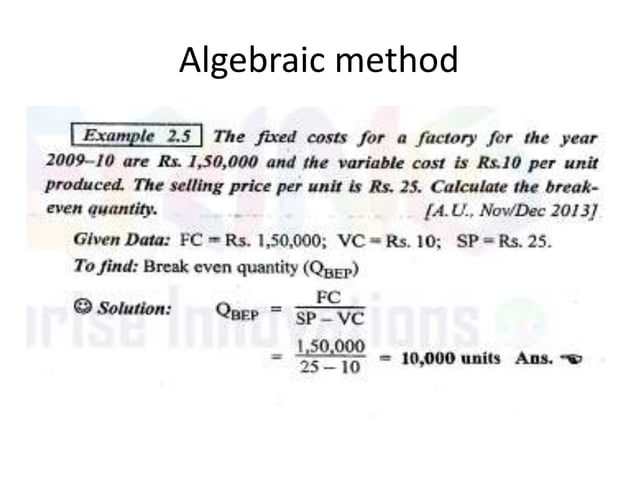 Algebraic method
Example 2.5 The fixed costs for a factory for the year
2009–10 are Rs. 1,50,000 and the variable cost is Rs.10 per unit
produced. The selling price per unit is Rs. 25. Calculate the break-
even quantity. [A.U., Nov/Dec 2013]
Given Data: FC = Rs. 1,50,000; VC = Rs. 10; SP = Rs. 25.
To find: Break even quantity (QBEP)
☺ Solution: QBEP = FC / SP – VC
= 1,50,000 / 25 – 10 = 10,000 units Ans.